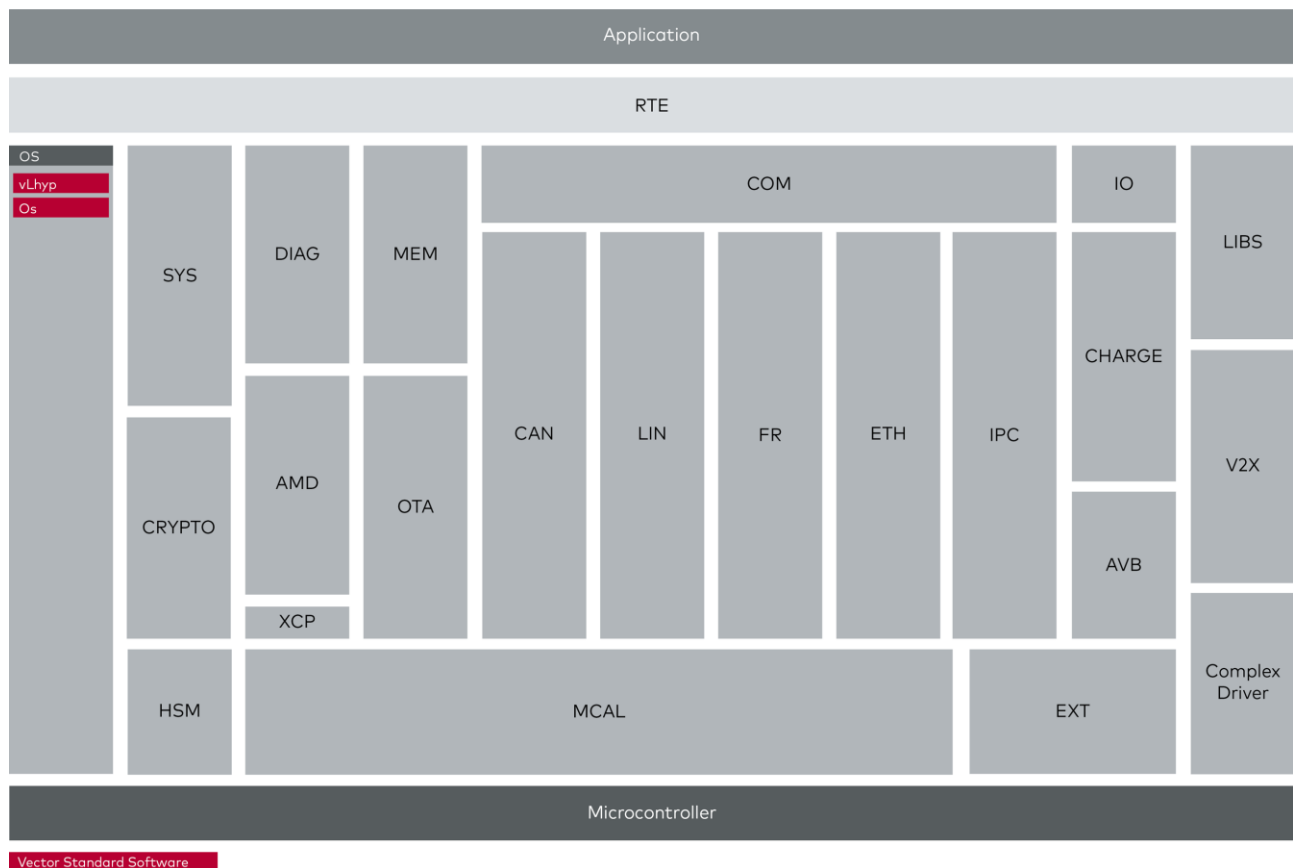 Application
RTE
OS
vLhyp
Os
SYS
DIAG
MEM
COM
IO
LIBS
CAN
LIN
FR
ETH
IPC
CHARGE
CRYPTO
AMD
OTA
V2X
AVB
XCP
HSM
MCAL
EXT
Complex
Driver
Microcontroller
Vector Standard Software